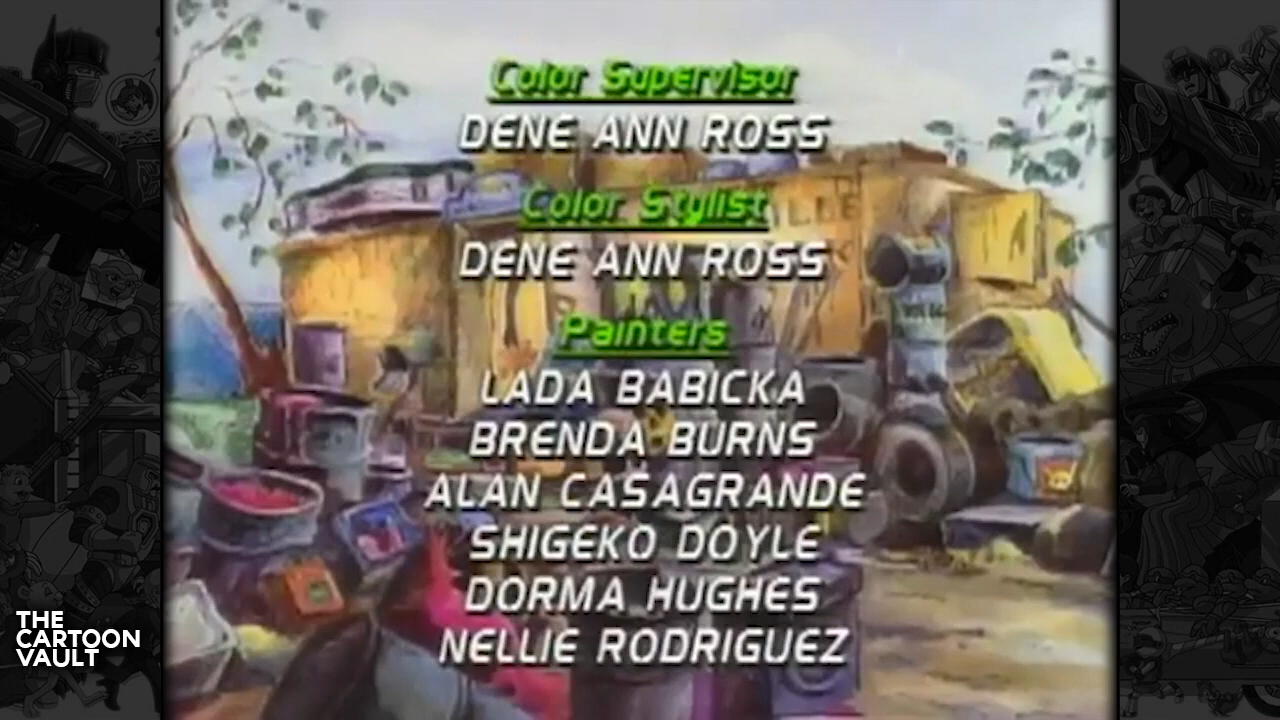 Color Supervisor
DENE ANN ROSS
Color Stylist
DENE ANN ROSS
Painters
LADA BABICKA
BRENDA BURNS
ALAN CASAGRANDE
SHIGEKO DOYLE
DORMA HUGHES
NELLIE RODRIGUEZ
THE
CARTOON
VAULT